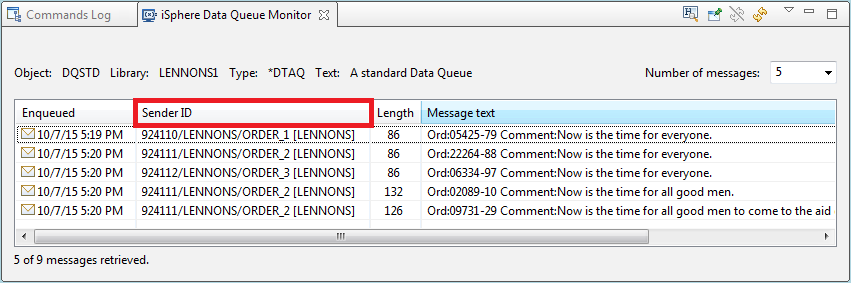 Commands Log iSphere Data Queue Monitor
Object: DQSTD Library: LENNONS1 Type: *DTAQ Text: A standard Data Queue Number of messages: 5
Enqueued Sender ID Length Message text
10/7/15 5:19 PM 924110/LENNONS/ORDER_1 [LENNONS] 86 Ord:05425-79 Comment:Now is the time for everyone.
10/7/15 5:20 PM 924111/LENNONS/ORDER_2 [LENNONS] 86 Ord:22264-88 Comment:Now is the time for everyone.
10/7/15 5:20 PM 924112/LENNONS/ORDER_3 [LENNONS] 86 Ord:06334-97 Comment:Now is the time for everyone.
10/7/15 5:20 PM 924111/LENNONS/ORDER_2 [LENNONS] 132 Ord:02089-10 Comment:Now is the time for all good men.
10/7/15 5:20 PM 924111/LENNONS/ORDER_2 [LENNONS] 126 Ord:09731-29 Comment:Now is the time for all good men to come to the aid
5 of 9 messages retrieved.